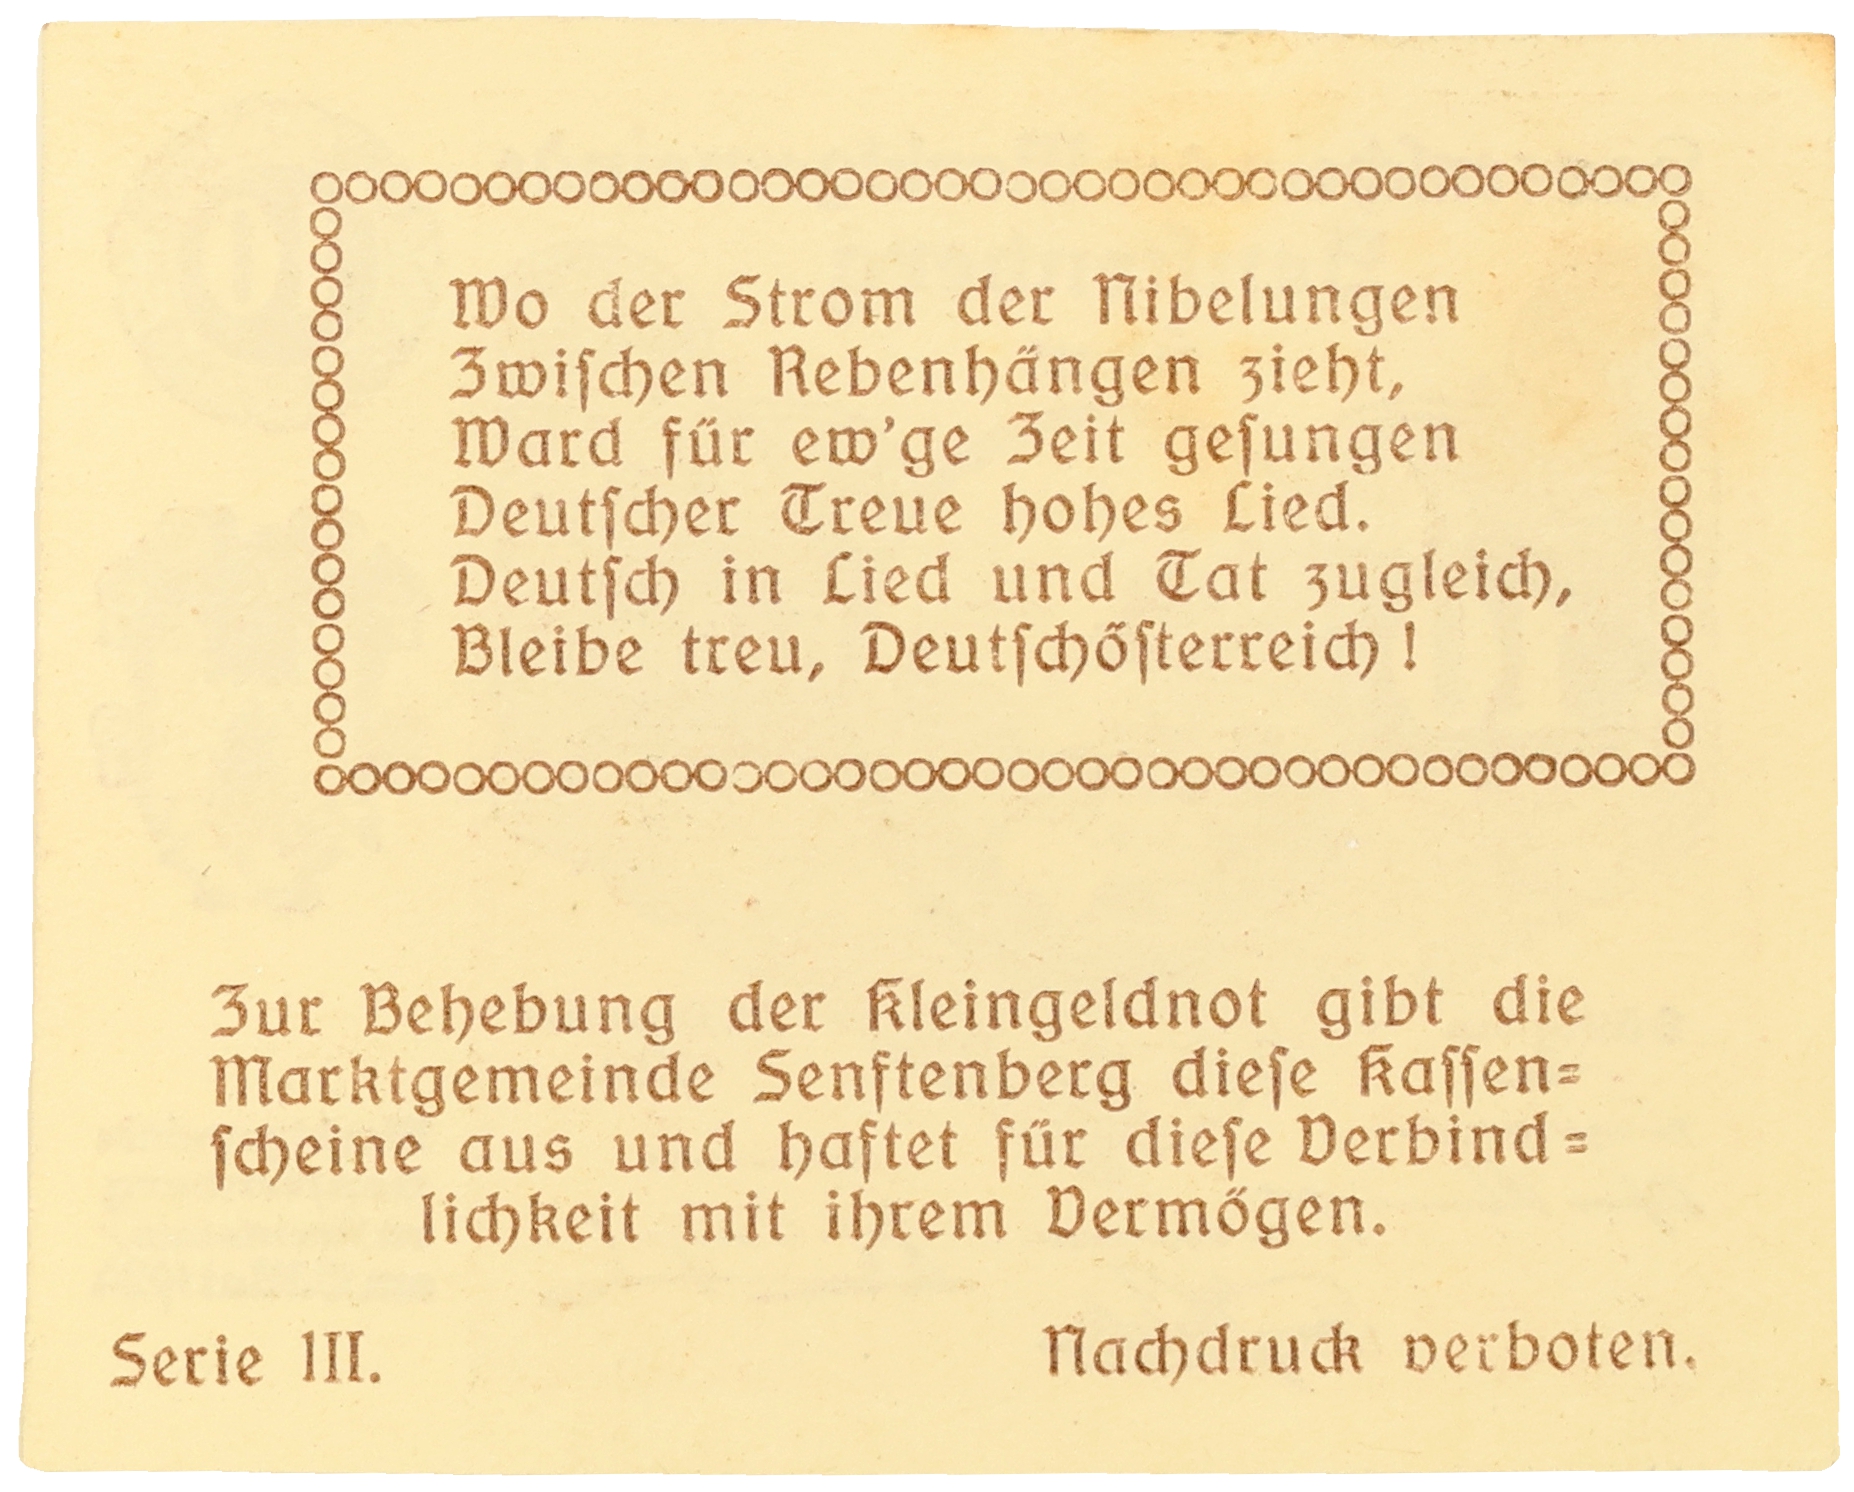 Wo der Strom der Nibelungen
Zwiſchen Rebenhängen zieht,
Ward für ew'ge Zeit geſungen
Deutſcher Treue hohes Lied.
Deutſch in Lied und Tat zugleich,
Bleibe treu, Deutſchöſterreich!
Zur Behebung der Kleingeldnot gibt die
Marktgemeinde Senftenberg dieſe Kaſſen=
ſcheine aus und haftet für dieſe Verbind=
lichkeit mit ihrem Vermögen.
Serie III.
Nachdruck verboten.